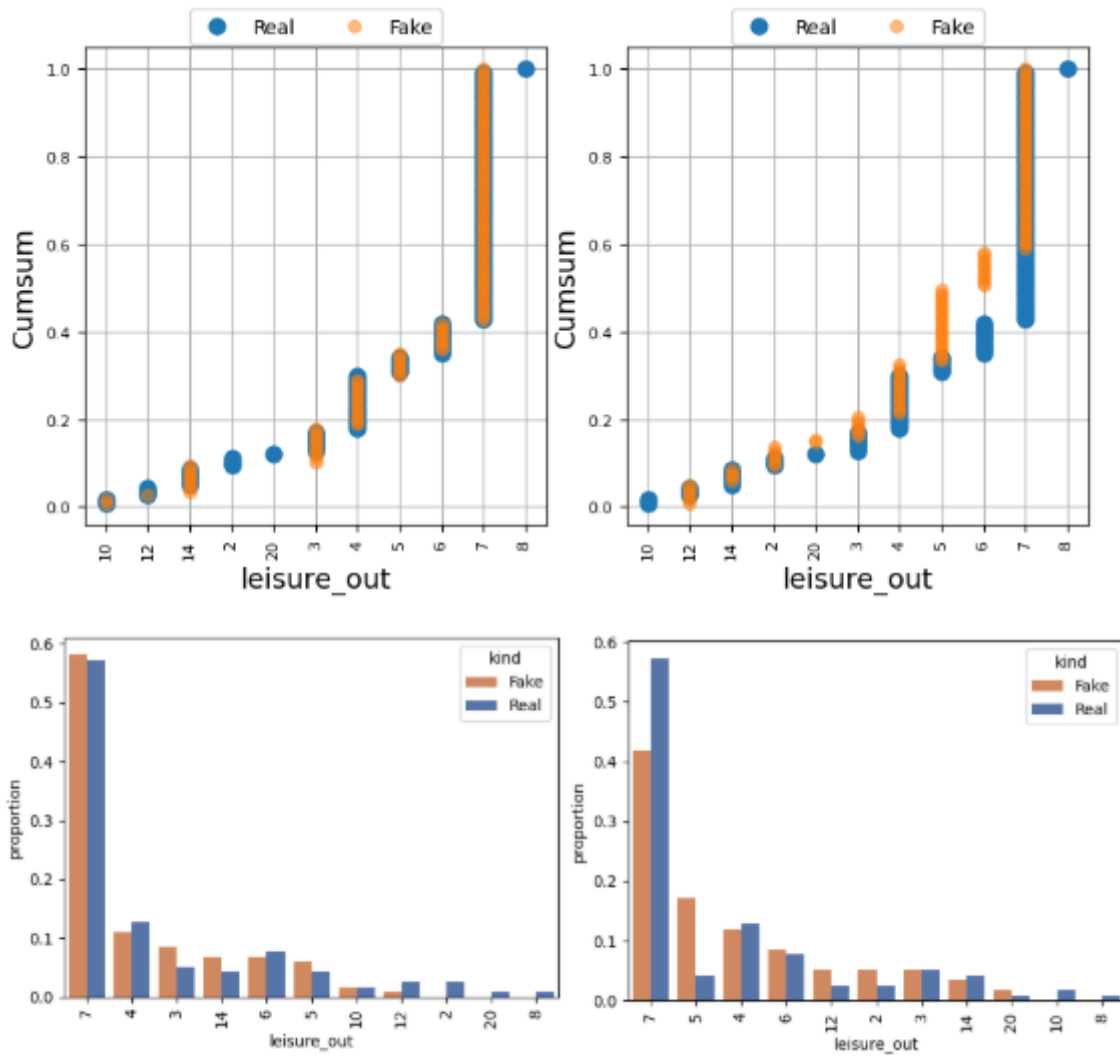 Real Fake
1.0
0.8
0.6
0.4
0.2
0.0
Cumsum
10 12 14 2 20 3 4 5 6 7 8
leisure_out
Real Fake
1.0
0.8
0.6
0.4
0.2
0.0
Cumsum
10 12 14 2 20 3 4 5 6 7 8
leisure_out
0.6
0.5
0.4
0.3
0.2
0.1
0.0
proportion
kind
Fake
Real
7 4 3 14 6 5 10 12 2 20 8
leisure_out
0.6
0.5
0.4
0.3
0.2
0.1
0.0
proportion
kind
Fake
Real
7 5 4 6 12 2 3 14 20 10 8
leisure_out